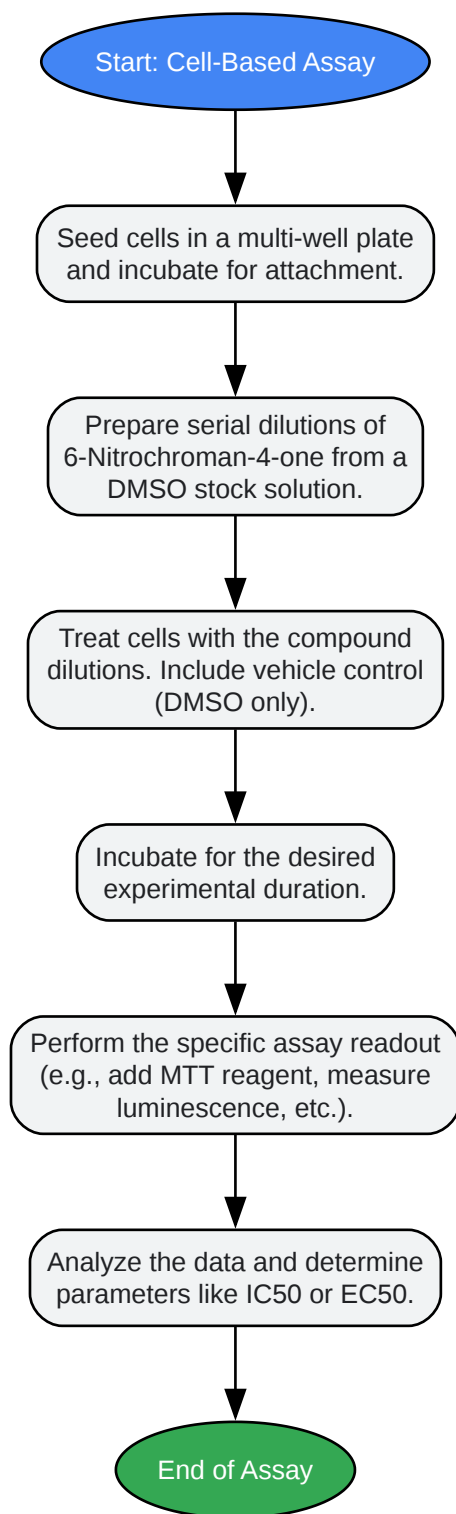 Start: Cell-Based Assay
Seed cells in a multi-well plate
and incubate for attachment.
Prepare serial dilutions of
6-Nitrochroman-4-one from a
DMSO stock solution.
Treat cells with the compound
dilutions. Include vehicle control
(DMSO only).
Incubate for the desired
experimental duration.
Perform the specific assay readout
(e.g., add MTT reagent, measure
luminescence, etc.).
Analyze the data and determine
parameters like IC50 or EC50.
End of Assay